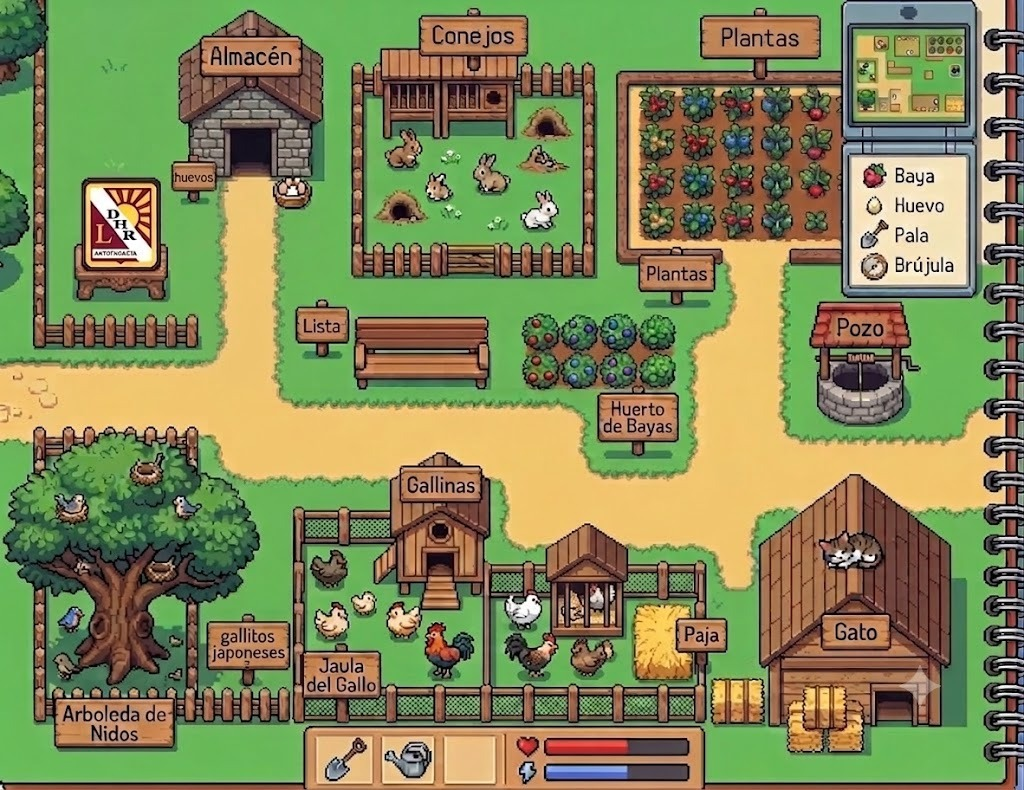 Almacén
Conejos
Plantas
huevos
Baya
Huevo
Pala
Brújula
L
D
H
R
Plantas
Lista
Pozo
Huerto
de Bayas
Gallinas
gallitos
japoneses
Jaula
del Gallo
Paja
Gato
Arboleda de
Nidos